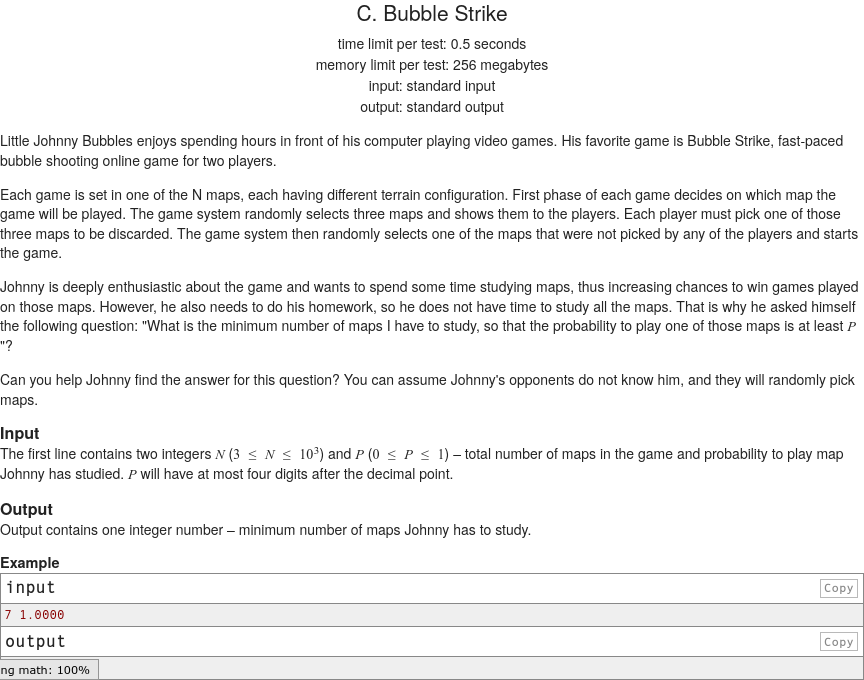 C. Bubble Strike
time limit per test: 0.5 seconds
memory limit per test: 256 megabytes
input: standard input
output: standard output
Little Johnny Bubbles enjoys spending hours in front of his computer playing video games. His favorite game is Bubble Strike, fast-paced
bubble shooting online game for two players.
Each game is set in one of the N maps, each having different terrain configuration. First phase of each game decides on which map the
game will be played. The game system randomly selects three maps and shows them to the players. Each player must pick one of those
three maps to be discarded. The game system then randomly selects one of the maps that were not picked by any of the players and starts
the game.
Johnny is deeply enthusiastic about the game and wants to spend some time studying maps, thus increasing chances to win games played
on those maps. However, he also needs to do his homework, so he does not have time to study all the maps. That is why he asked himself
the following question: "What is the minimum number of maps I have to study, so that the probability to play one of those maps is at least P
"?
Can you help Johnny find the answer for this question? You can assume Johnny's opponents do not know him, and they will randomly pick
maps.
Input
The first line contains two integers N (3 ≤ N ≤ 10³) and P (0 ≤ P ≤ 1) – total number of maps in the game and probability to play map
Johnny has studied. P will have at most four digits after the decimal point.
Output
Output contains one integer number – minimum number of maps Johnny has to study.
Example
input
Copy
7 1.0000
output
Copy
ng math: 100%